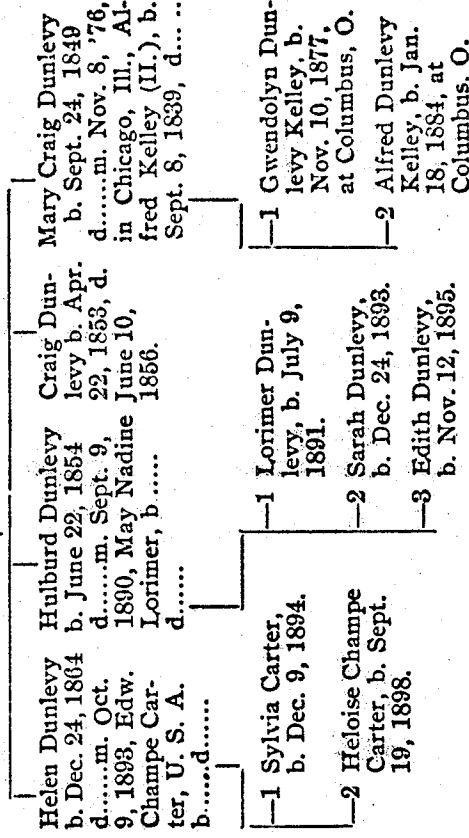 Helen Dunlevy
b. Dec. 24, 1864
d......m. Oct.
9, 1893, Edw.
Champe Car-
ter, U. S. A.
b......d......
—1 Sylvia Carter,
b. Dec. 9, 1894.
—2 Heloise Champe
Carter, b. Sept.
19, 1898.
Hulburd Dunlevy
b. June 22, 1854
d......m. Sept. 9,
1890, May Nadine
Lorimer, b .....
d......
—1 Lorimer Dun-
levy, b. July 9,
1891.
—2 Sarah Dunlevy,
b. Dec. 24, 1893.
—3 Edith Dunlevy,
b. Nov. 12, 1895.
Craig Dun-
levy b. Apr.
22, 1853, d.
June 10,
1856.
Mary Craig Dunlevy
b. Sept. 24, 1849
d......m. Nov. 8, '76,
in Chicago, Ill., Al-
fred Kelley (II.), b.
Sept. 8, 1839, d... ..
—1 Gwendolyn Dun-
levy Kelley, b.
Nov. 10, 1877,
at Columbus, O.
—2 Alfred Dunlevy
Kelley, b. Jan.
18, 1884, at
Columbus. O.